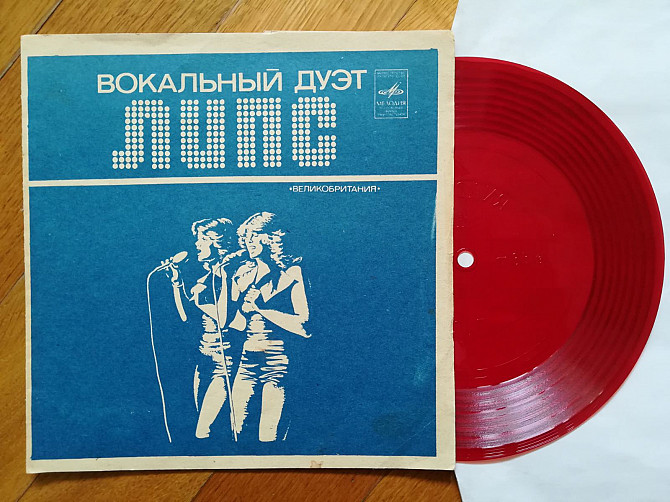 ВОКАЛЬНЫЙ ДУЭТ
ЛИПС
МЕЛОДИЯ
•ВЕЛИКОБРИТАНИЯ•